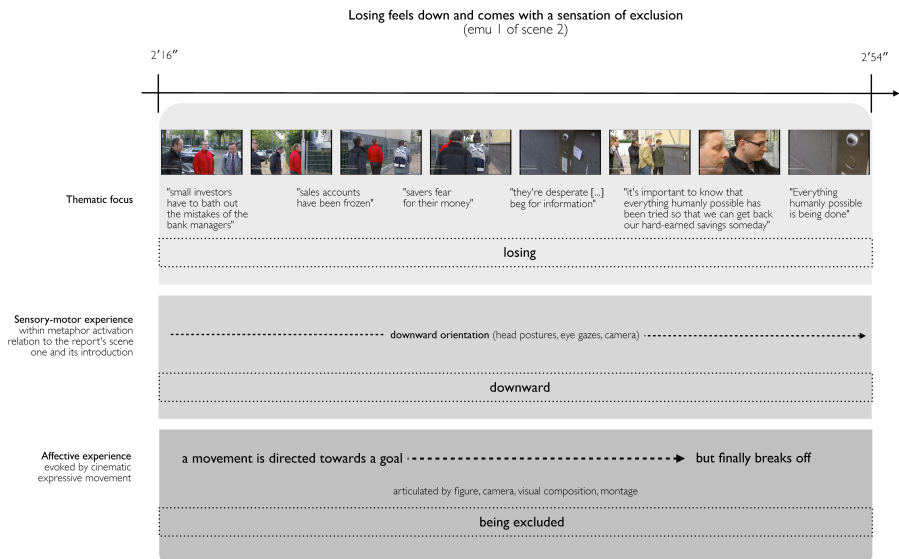 Losing feels down and comes with a sensation of exclusion
(emu 1 of scene 2)
2'16"
2'54"
Thematic focus
"small investors
have to bath out
the mistakes of the
bank managers"
"sales accounts
have been frozen"
"savers fear
for their money"
"they're desperate [...]
beg for information"
"it's important to know that
everything humanly possible has
been tried so that we can get back
our hard-earned savings someday"
"Everything
humanly possible
is being done"
losing
Sensory-motor experience
within metaphor activation
relation to the report's scene
one and its introduction
downward orientation (head postures, eye gazes, camera)
downward
Affective experience
evoked by cinematic
expressive movement
a movement is directed towards a goal
but finally breaks off
articulated by figure, camera, visual composition, montage
being excluded